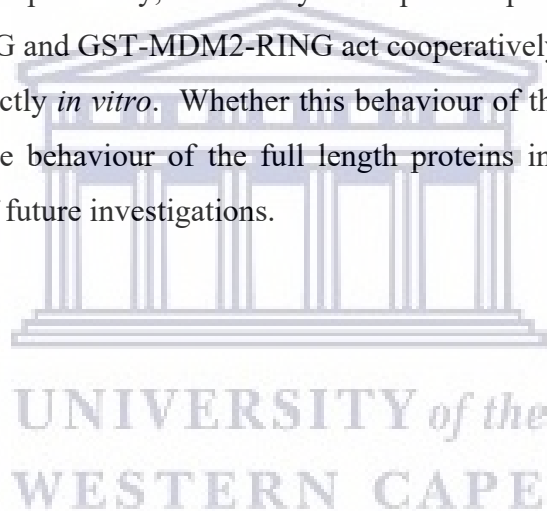 G and GST-MDM2-RING act cooperatively
ctly in vitro. Whether this behaviour of th
e behaviour of the full length proteins in
future investigations.
UNIVERSITY of the
WESTERN CAPE